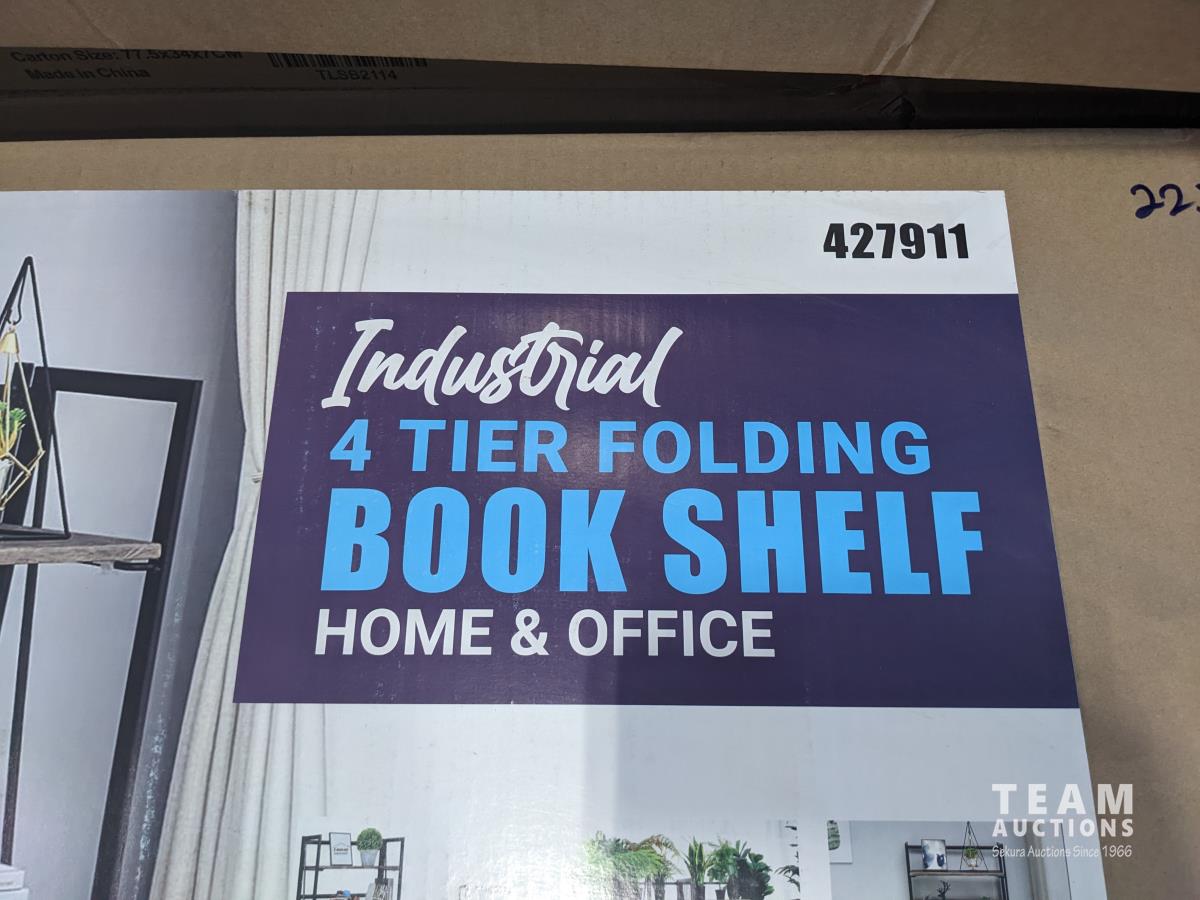 Carton Size: 77.5x34x7CM
Made in China
TLSB2114
427911
22
Industrial
4 TIER FOLDING
BOOK SHELF
HOME & OFFICE
TEAM
AUCTIONS
Sekura Auctions Since 1966